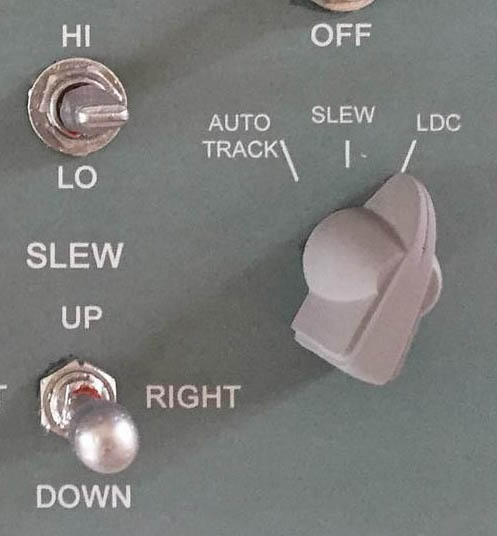 HI
OFF
AUTO
TRACK
SLEW
LDC
LO
SLEW
UP
RIGHT
DOWN